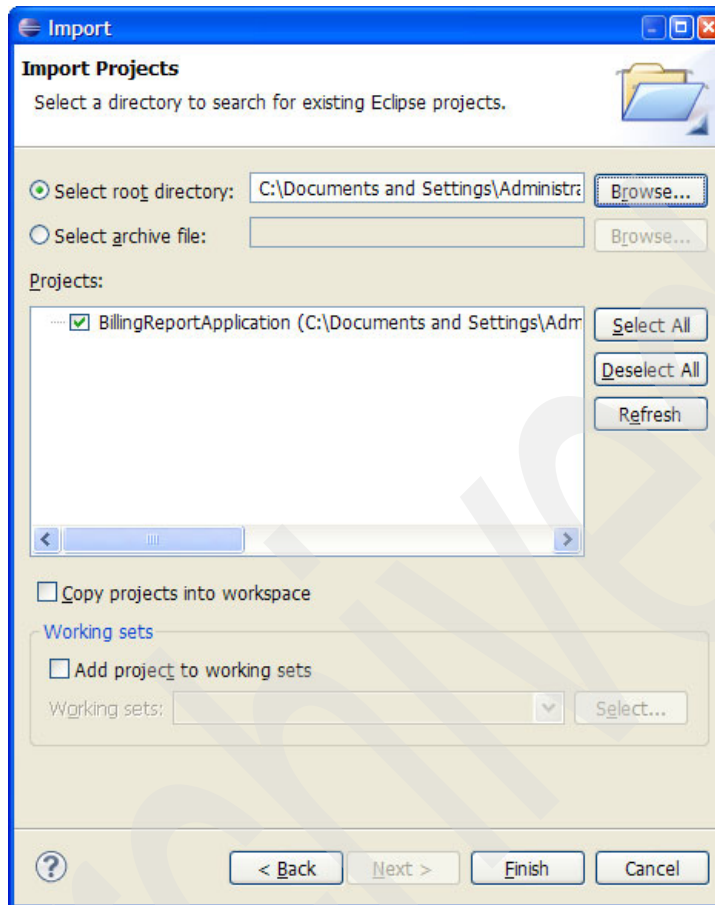 Import
Import Projects
Select a directory to search for existing Eclipse projects.
Select root directory: C:\Documents and Settings\Administra Browse...
Select archive file: Browse...
Projects:
BillingReportApplication (C:\Documents and Settings\Adm
Select All
Deselect All
Refresh
Copy projects into workspace
Working sets
Add project to working sets
Working sets: Select...
< Back Next > Finish Cancel